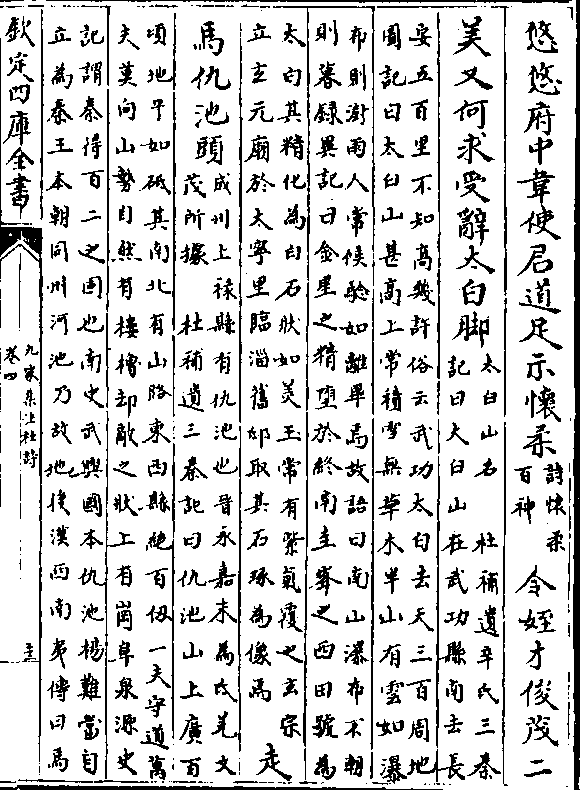 悠悠府中韋使君道足示懷柔
詩懷柔
百神
令姪才俊茂二
美又何求受辭太白脚
太白山名 杜補遺辛氏三秦
記曰太白山在武功縣南去長
安五百里不知高幾許俗云武功太白去天三百周地
圖記曰太白山甚高上常積雪無草木半山有雲如瀑
布則澍雨人常候驗如離畢焉故語曰南山瀑布不朝
則暮録異記曰金星之精墮於終南圭峯之西因號為
太白其精化為白石狀如美玉常有紫氣覆之玄宗
立玄元廟於太寧里臨淄舊邸取其石琢為像焉
走
馬仇池頭
成州上祿縣有仇池也晉永嘉末為氐羌文
茂所據 杜補遺三秦記曰仇池山上廣百
頃地平如砥其南北有山路東西縣絶百仞一夫守道萬
夫莫向山勢自然有樓櫓却敵之狀上有崗阜泉源史
記謂秦得百二之固也南史武興國本仇池楊難當自
立為秦王本朝同州河池乃故地後漢西南夷傳曰馬
欽定四庫全書
九家集注杜詩
卷四